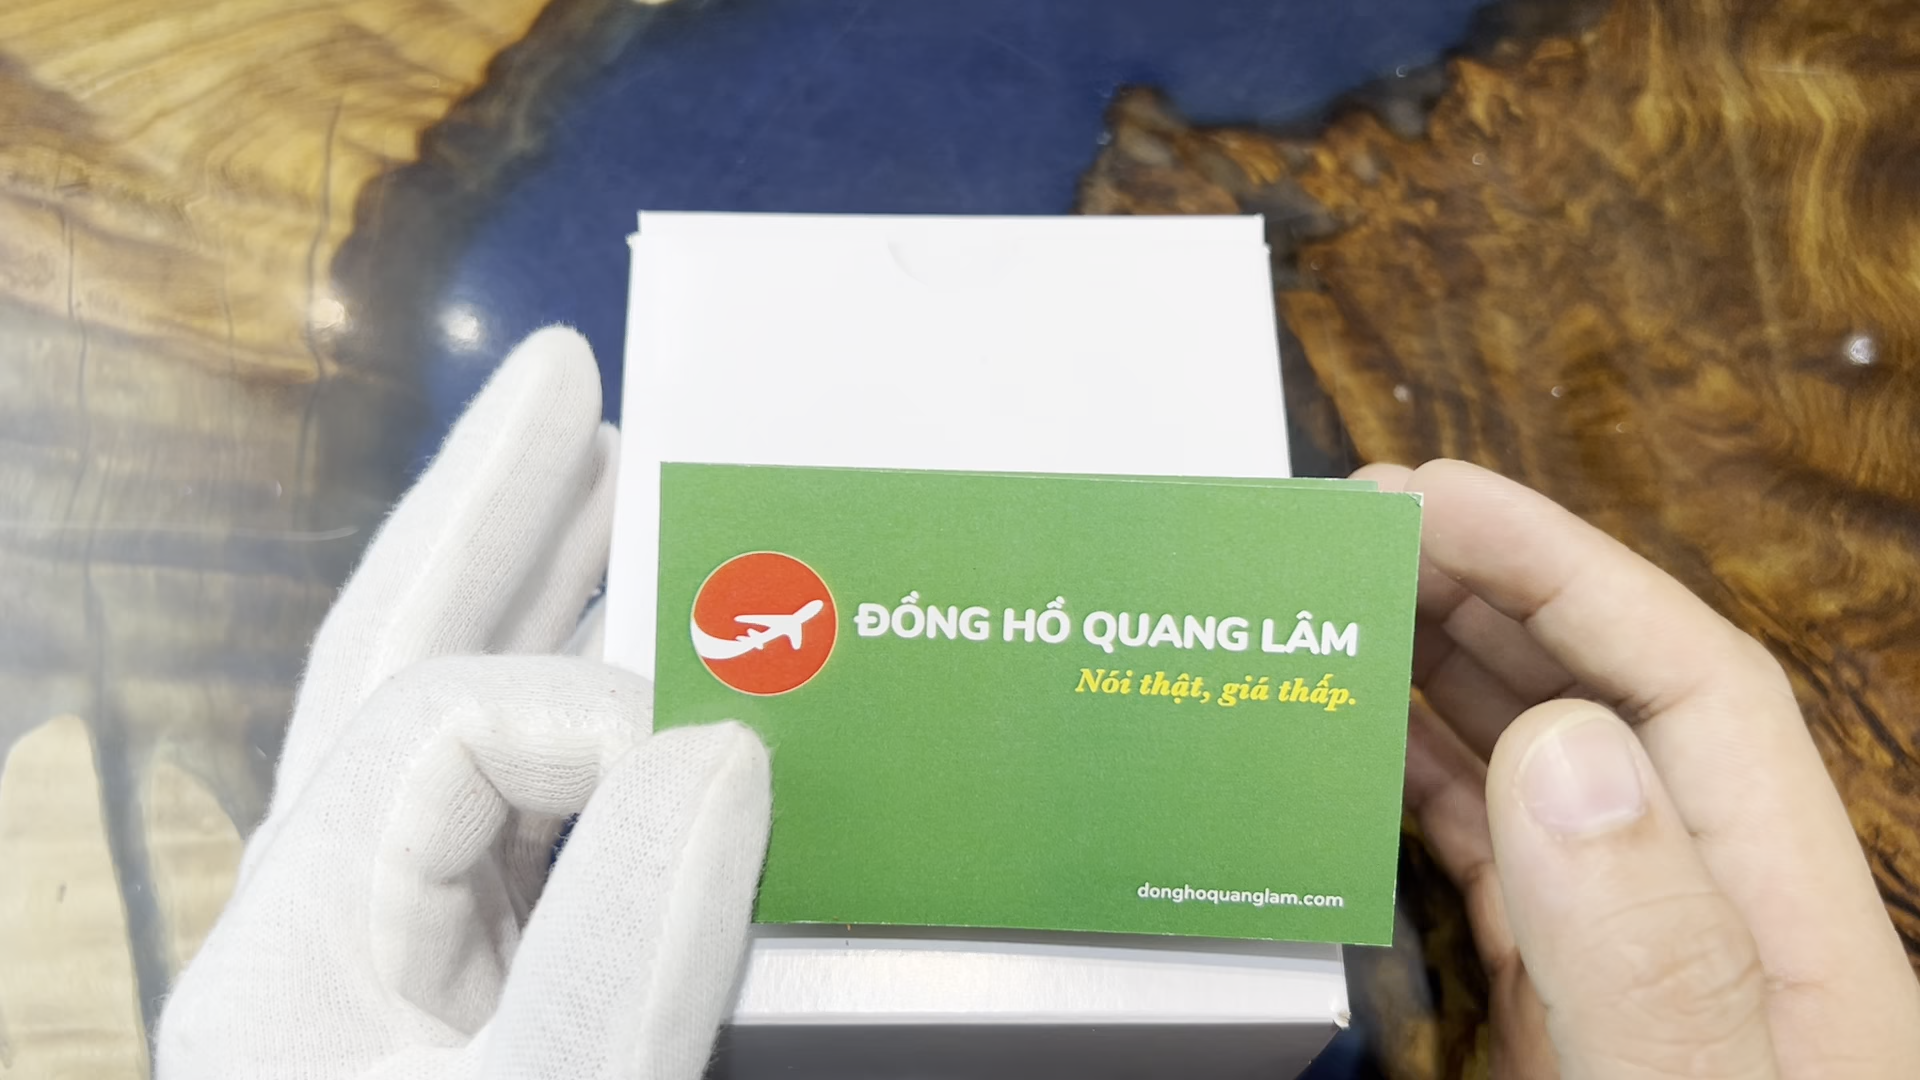 ĐỒNG HỒ QUANG LÂM
Nói thật, giá thấp.
donghoquanglam.com